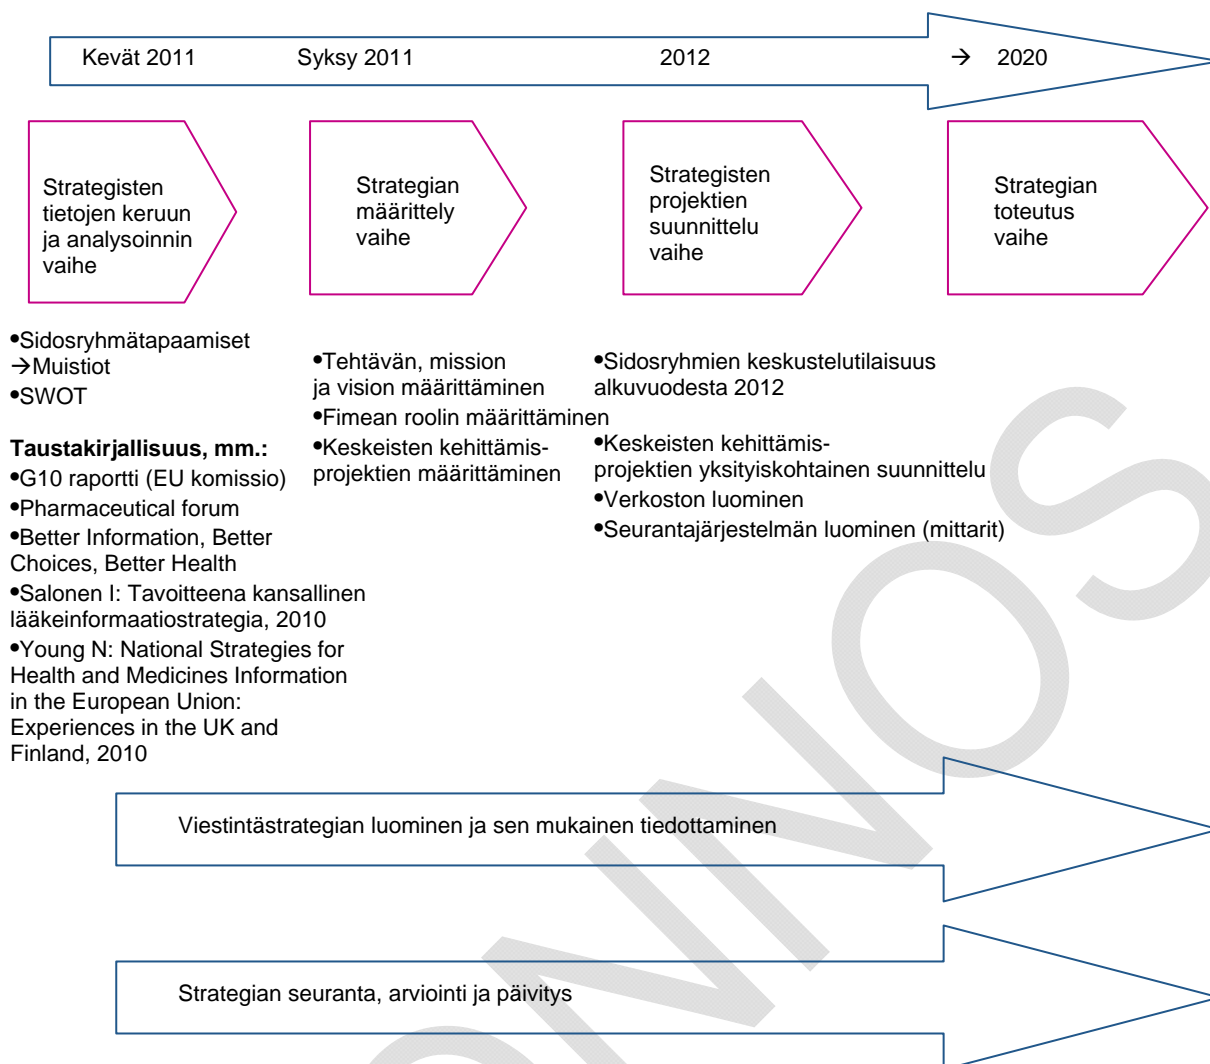 Kevät 2011 Syksy 2011 2012 → 2020
Strategisten
tietojen keruun
ja analysoinnin
vaihe
Strategian
määrittely
vaihe
Strategisten
projektien
suunnittelu
vaihe
Strategian
toteutus
vaihe
•Sidosryhmätapaamiset
→Muistiot
•SWOT
Taustakirjallisuus, mm.:
•G10 raportti (EU komissio)
•Pharmaceutical forum
•Better Information, Better
Choices, Better Health
•Salonen I: Tavoitteena kansallinen
lääkeinformaatiostrategia, 2010
•Young N: National Strategies for
Health and Medicines Information
in the European Union:
Experiences in the UK and
Finland, 2010
•Tehtävän, mission
ja vision määrittäminen
•Fimean roolin määrittäminen
•Keskeisten kehittämis-
projektien määrittäminen
•Sidosryhmien keskustelutilaisuus
alkuvuodesta 2012
•Keskeisten kehittämis-
projektien yksityiskohtainen suunnittelu
•Verkoston luominen
•Seurantajärjestelmän luominen (mittarit)
Viestintästrategian luominen ja sen mukainen tiedottaminen
Strategian seuranta, arviointi ja päivitys